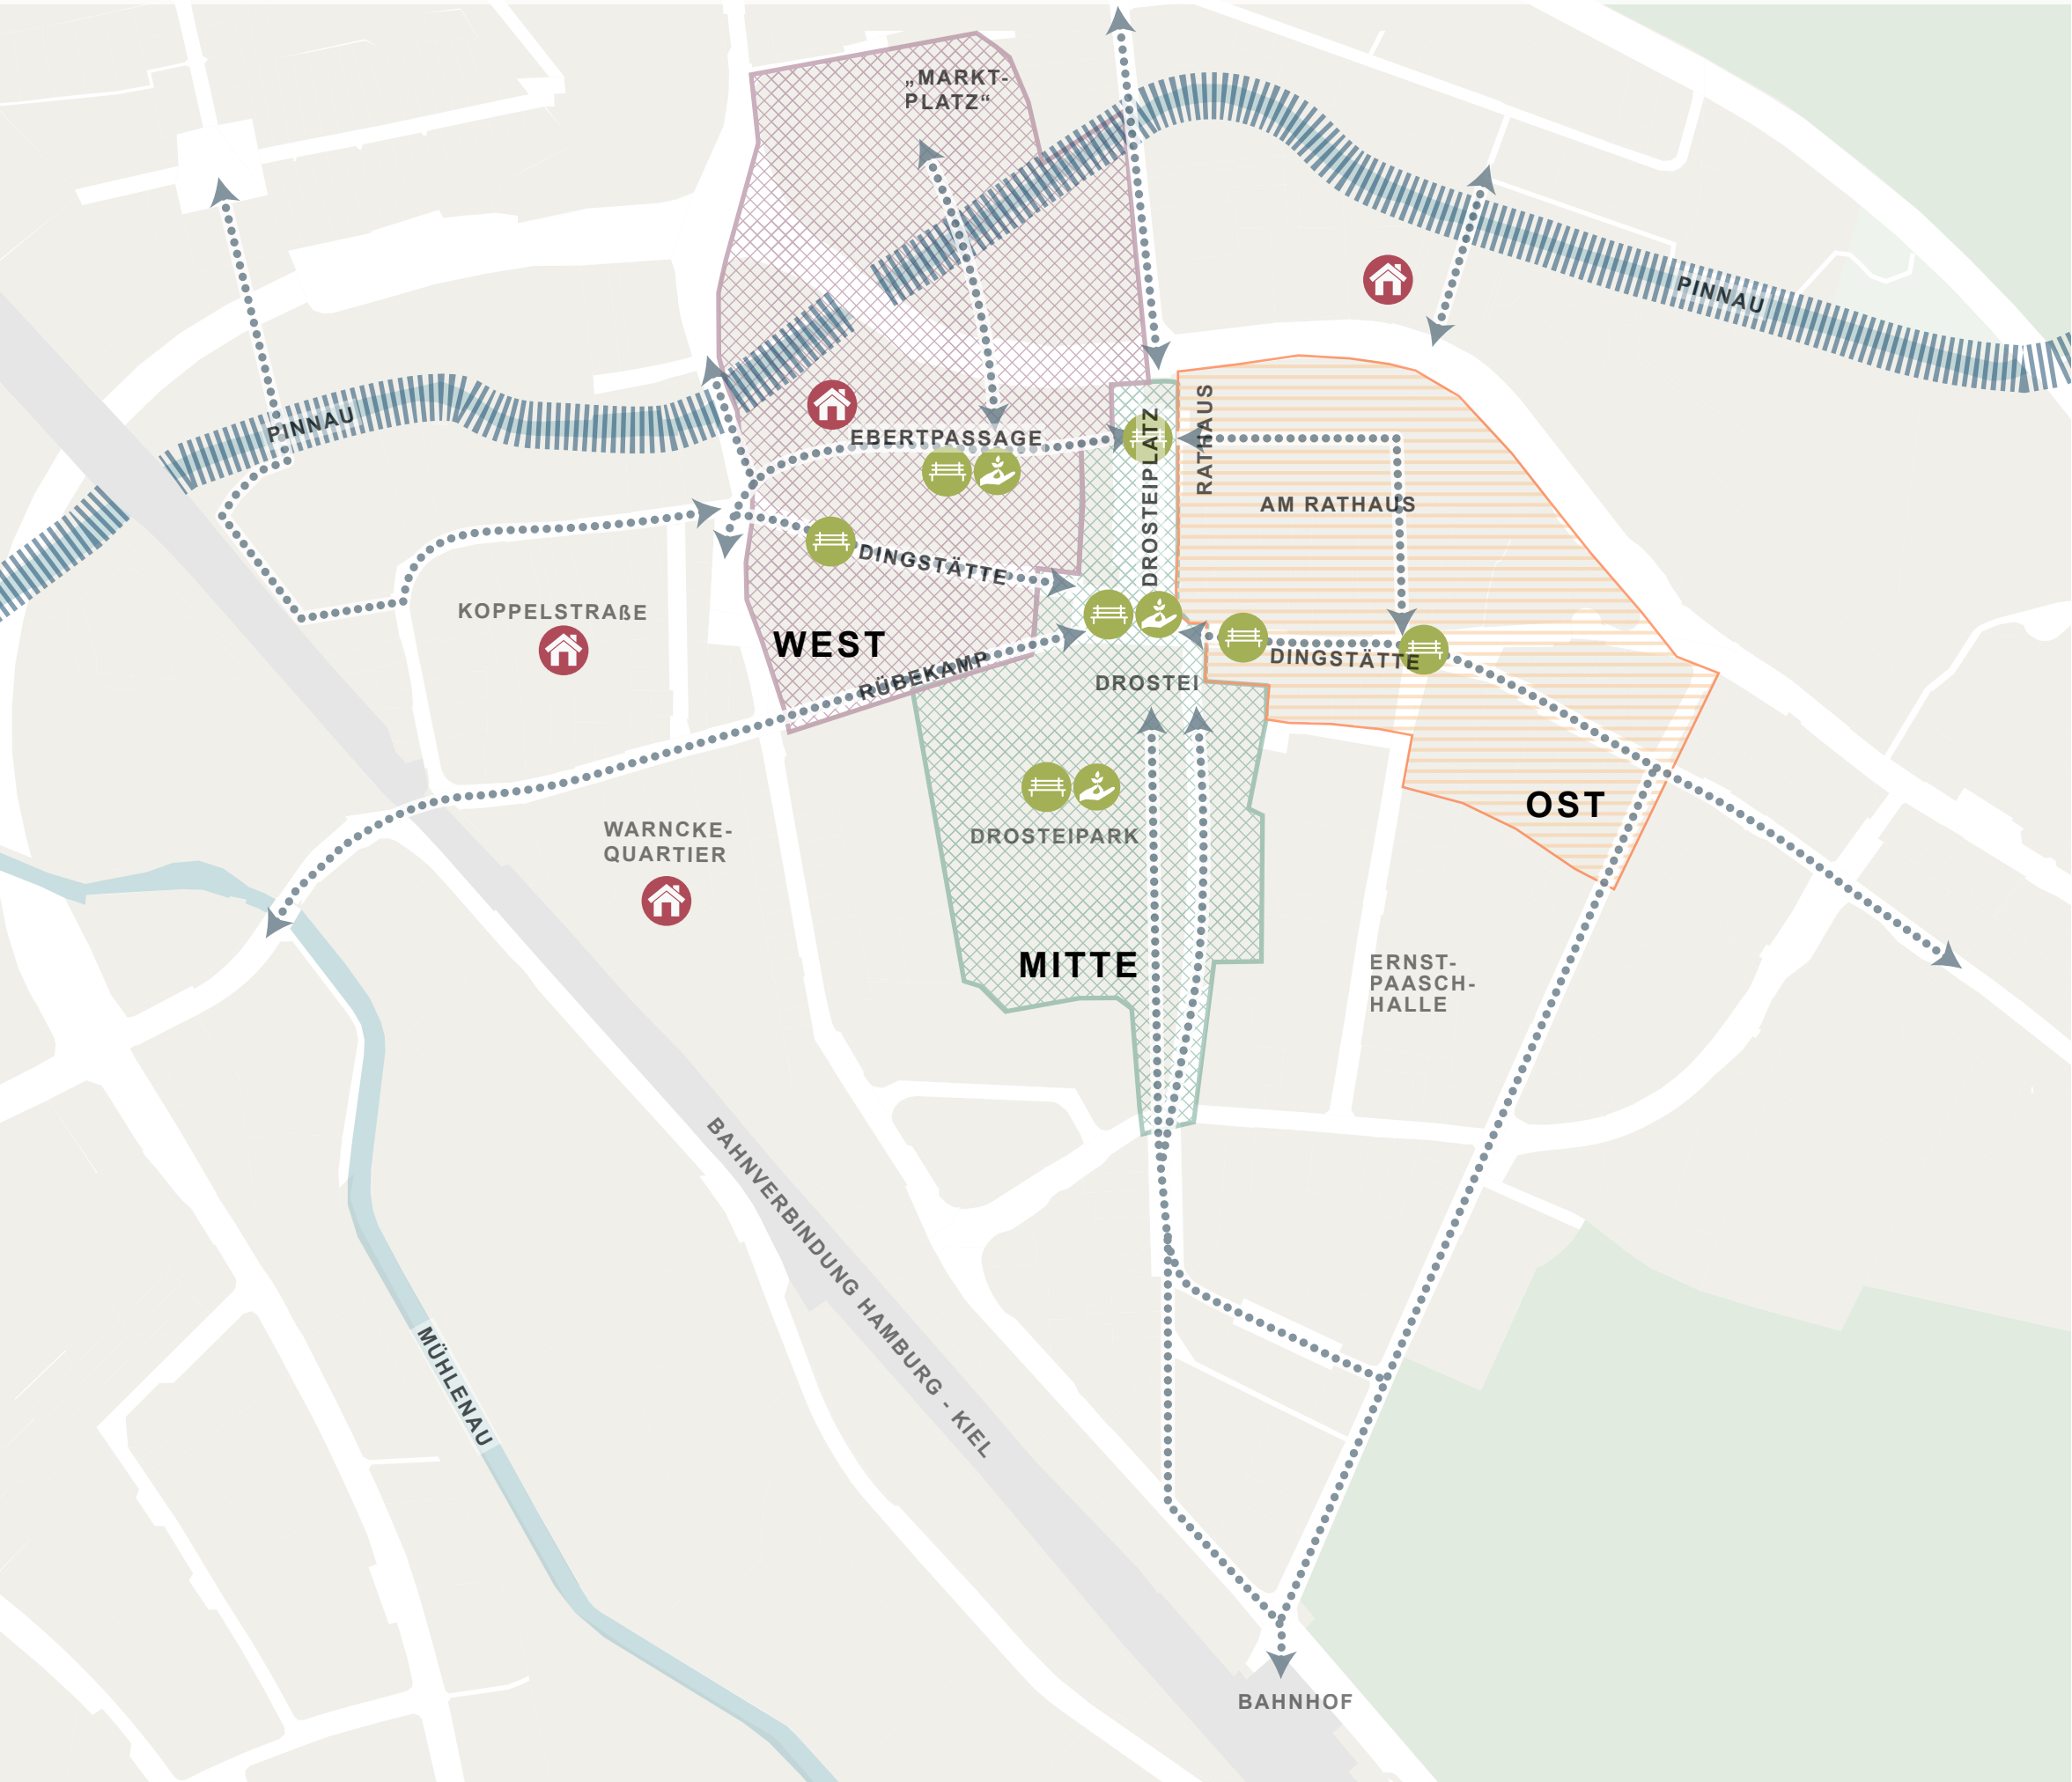 „MARKT-
PLATZ“
PINNAU
PINNAU
EBERTPASSAGE
DROSTEIPLATZ
RATHAUS
AM RATHAUS
DINGSTÄTTE
KOPPELSTRAßE
WEST
RÜBEKAMP
DINGSTÄTTE
DROSTEI
OST
WARNCKE-
QUARTIER
DROSTEIPARK
MITTE
ERNST-
PAASCH-
HALLE
BAHNVERBINDUNG HAMBURG - KIEL
MÜHLENAU
BAHNHOF